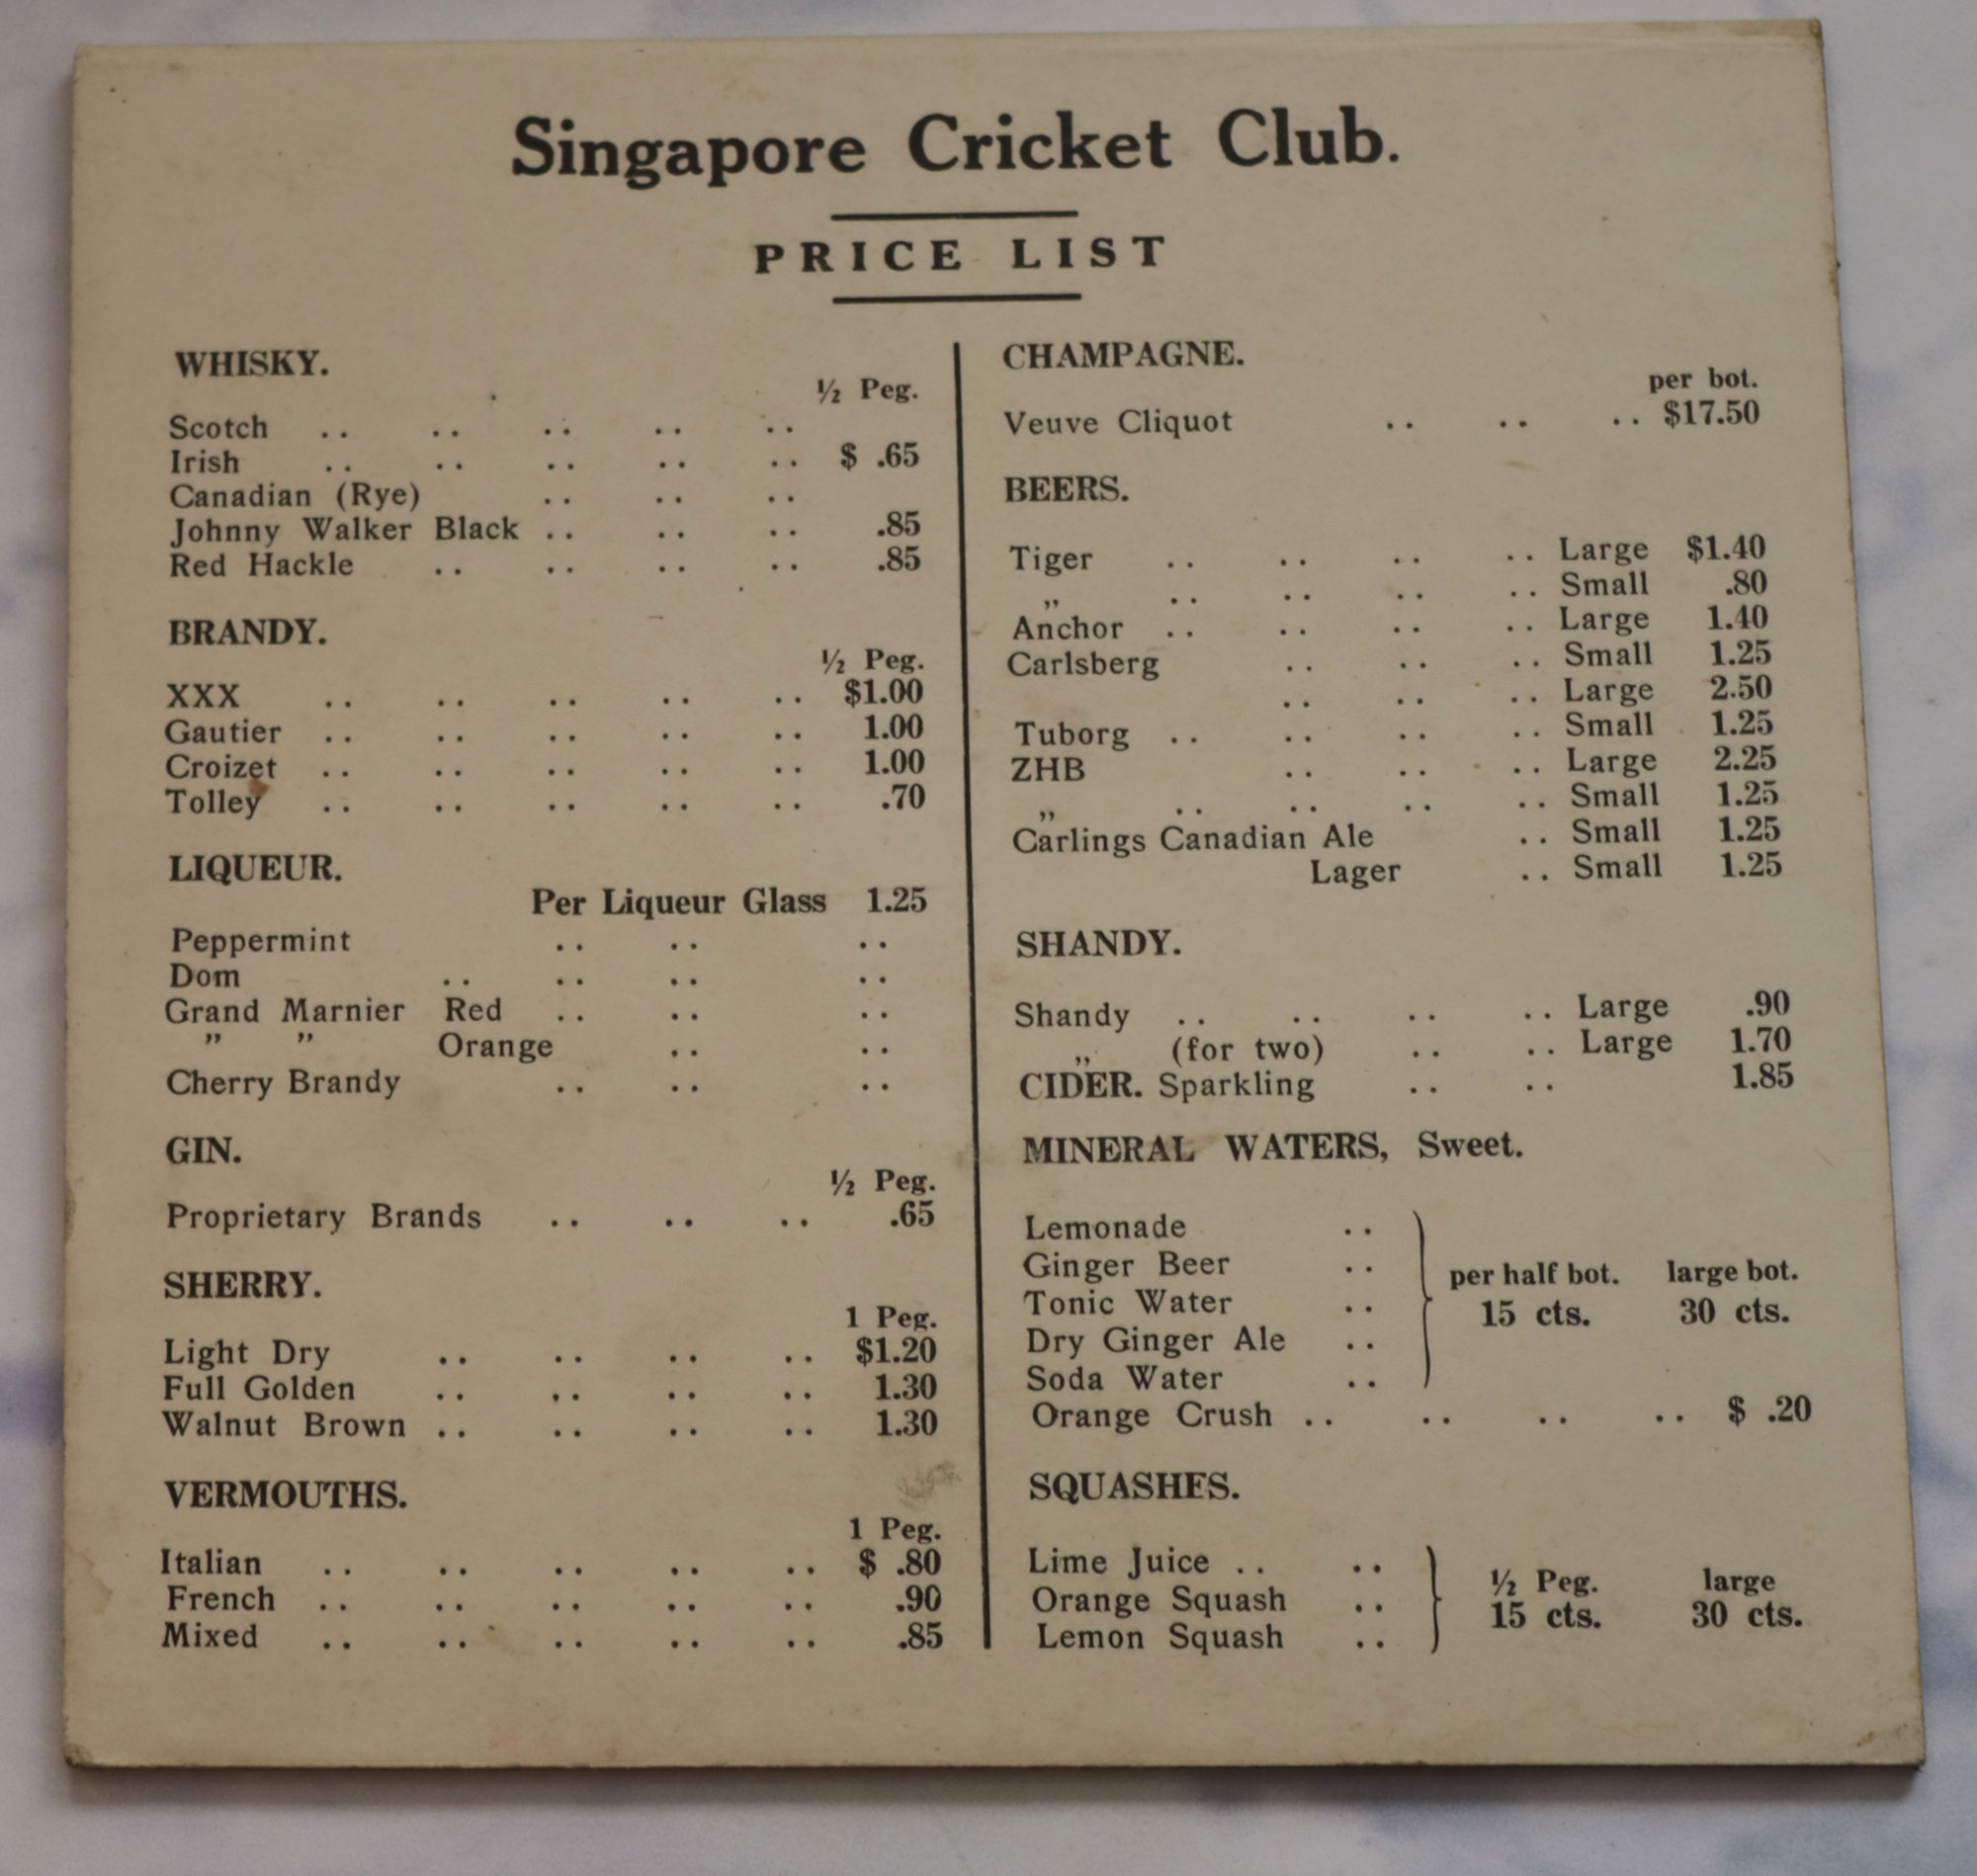 Singapore Cricket Club.
PRICE LIST
WHISKY.
½ Peg.
Scotch .. .. .. .. ..
Irish .. .. .. .. .. $ .65
Canadian (Rye) .. .. ..
Johnny Walker Black .. .. .. .85
Red Hackle .. .. .. .. .85
BRANDY.
½ Peg.
XXX .. .. .. .. .. $1.00
Gautier .. .. .. .. .. 1.00
Croizet .. .. .. .. .. 1.00
Tolley .. .. .. .. .. .70
LIQUEUR.
Per Liqueur Glass 1.25
Peppermint .. .. ..
Dom .. .. .. ..
Grand Marnier Red .. .. ..
„ „ Orange .. ..
Cherry Brandy .. .. ..
GIN.
½ Peg.
Proprietary Brands .. .. .. .65
SHERRY.
1 Peg.
Light Dry .. .. .. .. $1.20
Full Golden .. .. .. .. 1.30
Walnut Brown .. .. .. .. 1.30
VERMOUTHS.
1 Peg.
Italian .. .. .. .. .. $ .80
French .. .. .. .. .. .90
Mixed .. .. .. .. .. .85
CHAMPAGNE.
per bot.
Veuve Cliquot .. .. .. $17.50
BEERS.
Tiger .. .. .. .. Large $1.40
„ .. .. .. .. Small .80
Anchor .. .. .. .. Large 1.40
Carlsberg .. .. .. Small 1.25
.. .. .. Large 2.50
Tuborg .. .. .. .. Small 1.25
ZHB .. .. .. Large 2.25
„ .. .. .. .. Small 1.25
Carlings Canadian Ale .. Small 1.25
Lager .. Small 1.25
SHANDY.
Shandy .. .. .. .. Large .90
„ (for two) .. .. Large 1.70
CIDER. Sparkling .. .. 1.85
MINERAL WATERS, Sweet.
Lemonade ..
Ginger Beer .. per half bot. large bot.
Tonic Water .. 15 cts. 30 cts.
Dry Ginger Ale ..
Soda Water ..
Orange Crush .. .. .. .. $ .20
SQUASHES.
Lime Juice .. ..
Orange Squash .. ½ Peg. large
Lemon Squash .. 15 cts. 30 cts.